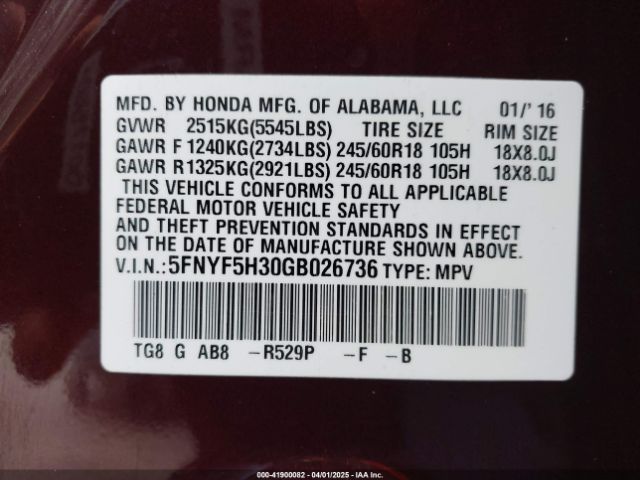 MFD. BY HONDA MFG. OF ALABAMA, LLC 01/'16
GVWR 2515KG(5545LBS) TIRE SIZE RIM SIZE
GAWR F 1240KG(2734LBS) 245/60R18 105H 18X8.0J
GAWR R 1325KG(2921LBS) 245/60R18 105H 18X8.0J
THIS VEHICLE CONFORMS TO ALL APPLICABLE
FEDERAL MOTOR VEHICLE SAFETY
AND THEFT PREVENTION STANDARDS IN EFFECT
ON THE DATE OF MANUFACTURE SHOWN ABOVE.
V.I.N.:5FNYF5H30GB026736 TYPE: MPV
TG8 G AB8 -R529P -F -B
000-41900082 - 04/01/2025 - IAA Inc.